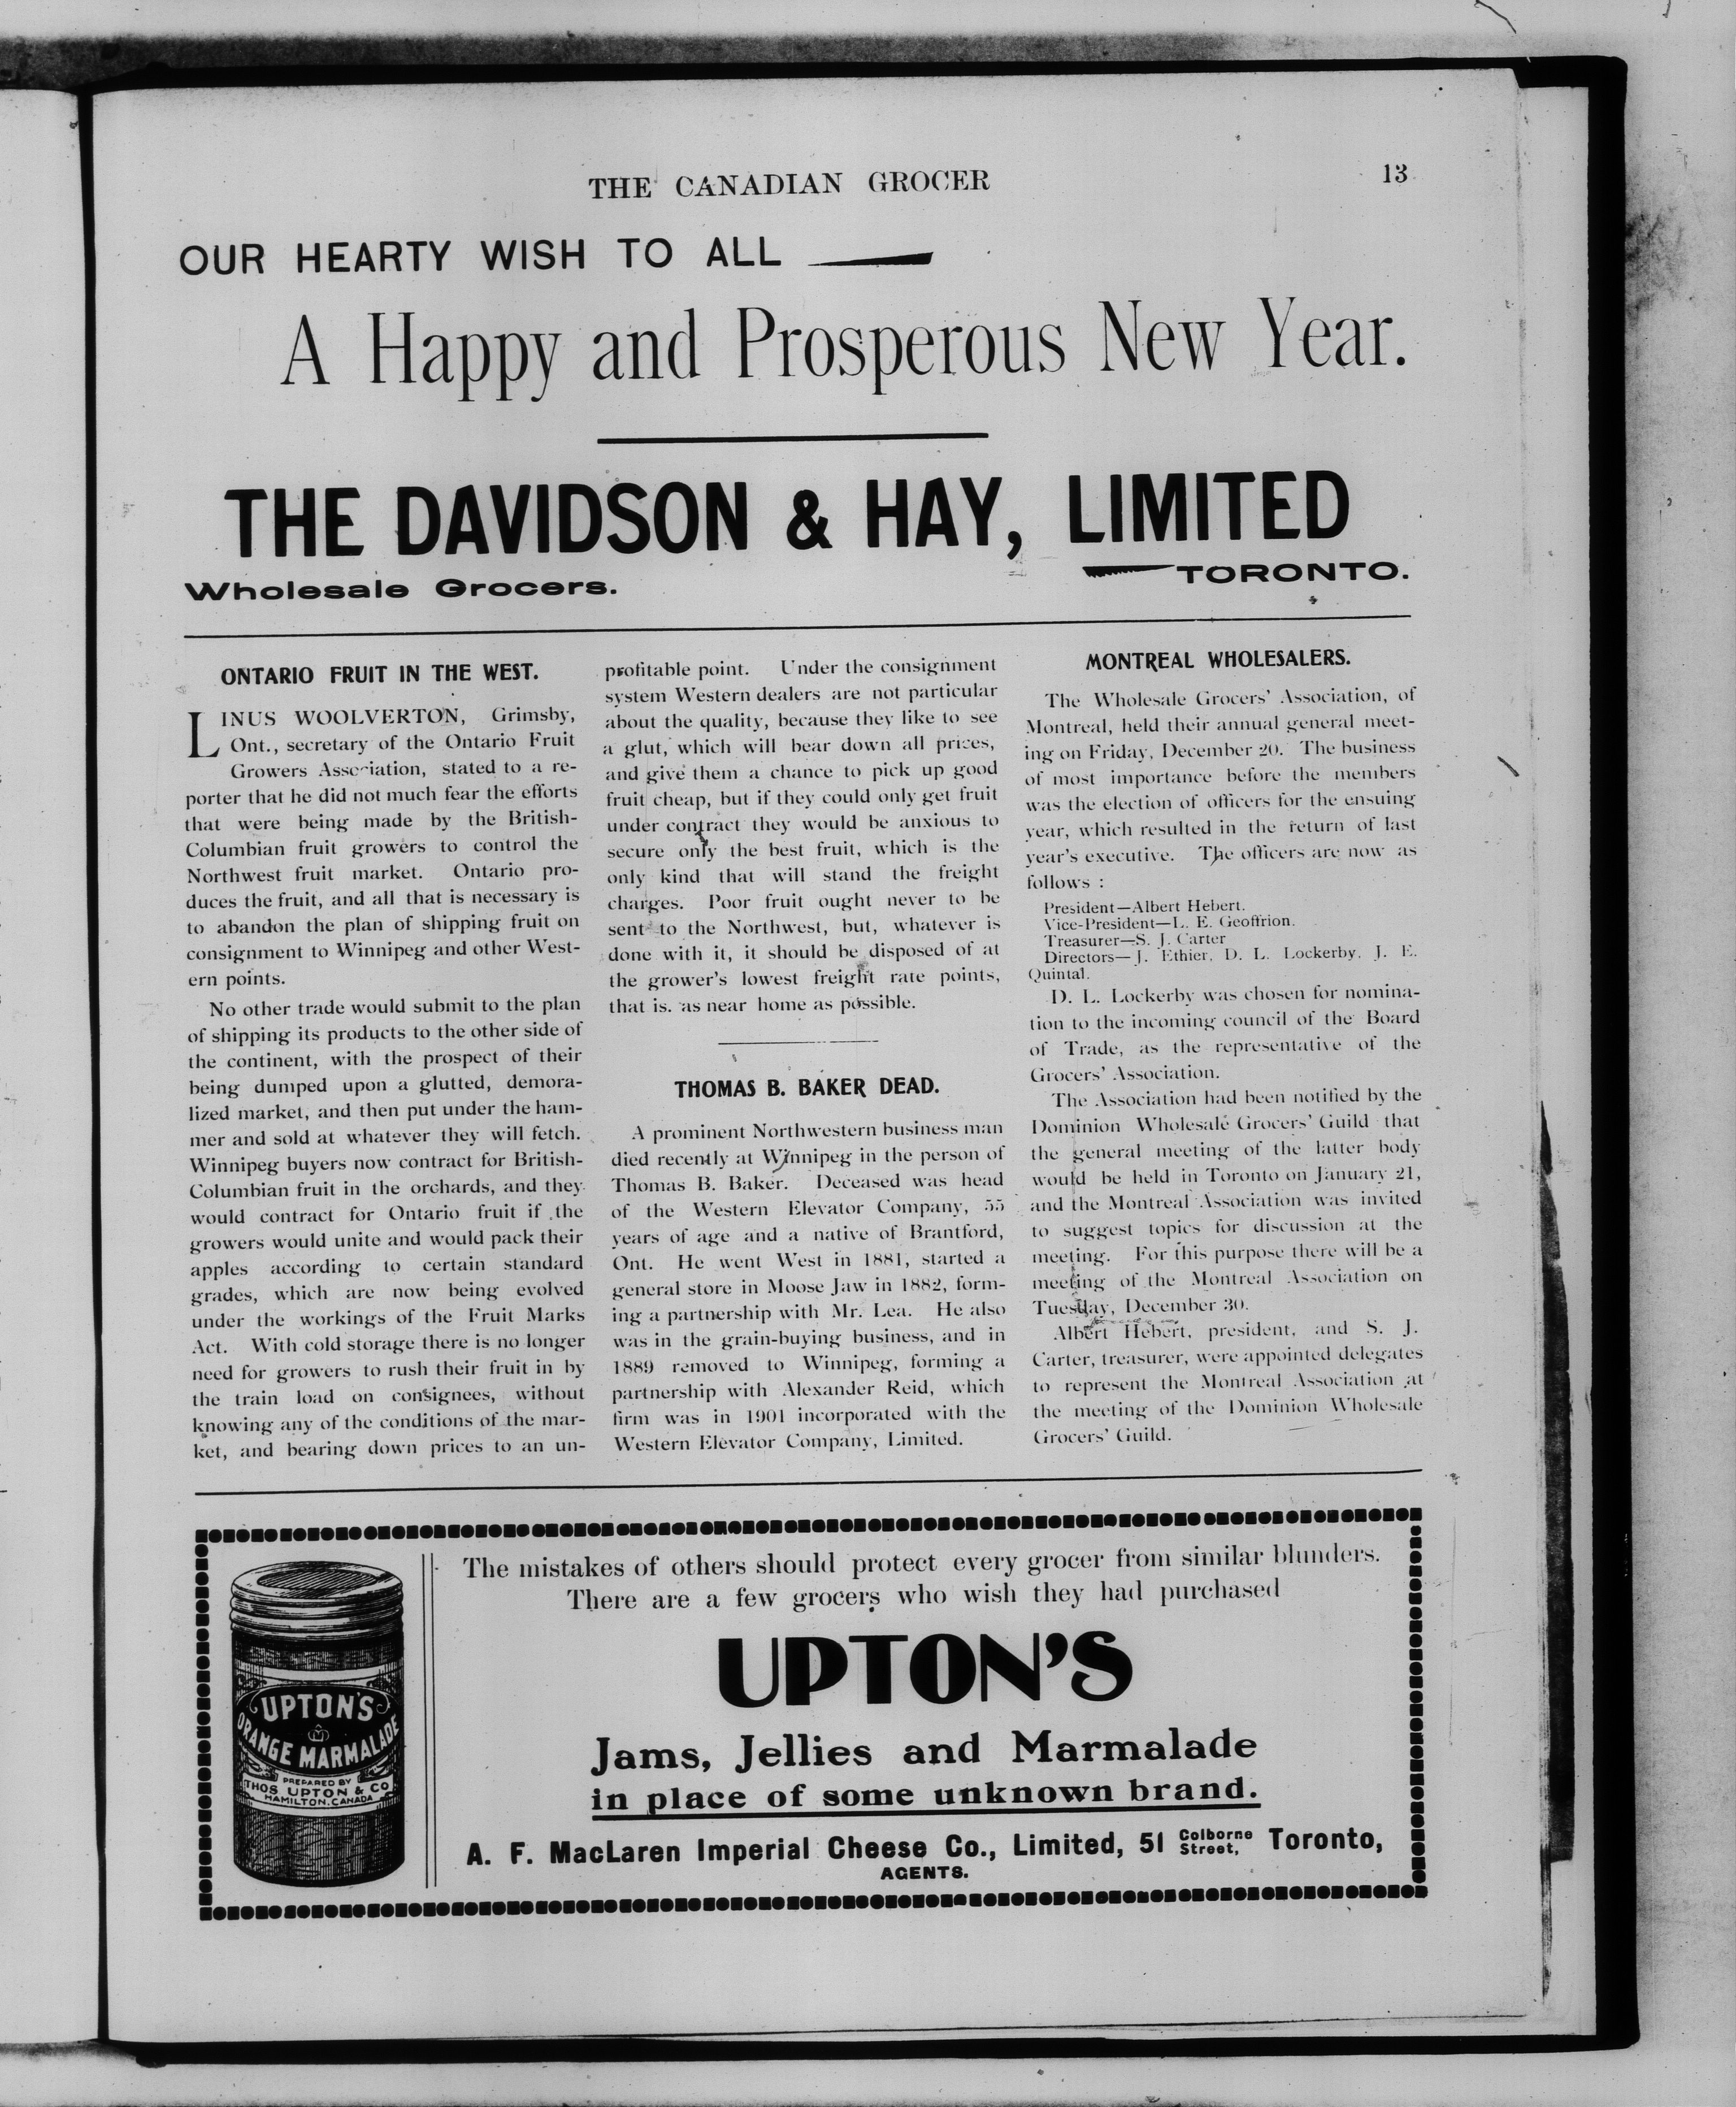 THE CANADIAN GROCER
13
OUR HEARTY WISH TO ALL
A Happy and Prosperous New Year.
THE DAVIDSON & HAY, LIMITED
Wholesale Grocers.
TORONTO.
ONTARIO FRUIT IN THE WEST.
LINUS WOOLVERTON, Grimsby,
Ont., secretary of the Ontario Fruit
Growers Association, stated to a re-
porter that he did not much fear the efforts
that were being made by the British-
Columbian fruit growers to control the
Northwest fruit market. Ontario pro-
duces the fruit, and all that is necessary is
to abandon the plan of shipping fruit on
consignment to Winnipeg and other West-
ern points.
No other trade would submit to the plan
of shipping its products to the other side of
the continent, with the prospect of their
being dumped upon a glutted, demora-
lized market, and then put under the ham-
mer and sold at whatever they will fetch.
Winnipeg buyers now contract for British-
Columbian fruit in the orchards, and they
would contract for Ontario fruit if the
growers would unite and would pack their
apples according to certain standard
grades, which are now being evolved
under the workings of the Fruit Marks
Act. With cold storage there is no longer
need for growers to rush their fruit in by
the train load on consignees, without
knowing any of the conditions of the mar-
ket, and bearing down prices to an un-
profitable point. Under the consignment
system Western dealers are not particular
about the quality, because they like to see
a glut, which will bear down all prices,
and give them a chance to pick up good
fruit cheap, but if they could only get fruit
under contract they would be anxious to
secure only the best fruit, which is the
only kind that will stand the freight
charges. Poor fruit ought never to be
sent to the Northwest, but, whatever is
done with it, it should be disposed of at
the grower's lowest freight rate points,
that is. as near home as possible.
THOMAS B. BAKER DEAD.
A prominent Northwestern business man
died recently at Winnipeg in the person of
Thomas B. Baker. Deceased was head
of the Western Elevator Company, 55
years of age and a native of Brantford,
Ont. He went West in 1881, started a
general store in Moose Jaw in 1882, form-
ing a partnership with Mr. Lea. He also
was in the grain-buying business, and in
1889 removed to Winnipeg, forming a
partnership with Alexander Reid, which
firm was in 1901 incorporated with the
Western Elevator Company, Limited.
MONTREAL WHOLESALERS.
The Wholesale Grocers' Association, of
Montreal, held their annual general meet-
ing on Friday, December 20. The business
of most importance before the members
was the election of officers for the ensuing
year, which resulted in the return of last
year's executive. The officers are now as
follows :
President—Albert Hebert.
Vice-President—L. E. Geoffrion.
Treasurer—S. J. Carter
Directors—J. Ethier, D. L. Lockerby, J. E.
Quintal.
D. L. Lockerby was chosen for nomina-
tion to the incoming council of the Board
of Trade, as the representative of the
Grocers' Association.
The Association had been notified by the
Dominion Wholesale Grocers' Guild that
the general meeting of the latter body
would be held in Toronto on January 21,
and the Montreal Association was invited
to suggest topics for discussion at the
meeting. For this purpose there will be a
meeting of the Montreal Association on
Tuesday, December 30.
Albert Hebert, president, and S. J.
Carter, treasurer, were appointed delegates
to represent the Montreal Association at
the meeting of the Dominion Wholesale
Grocers' Guild.
The mistakes of others should protect every grocer from similar blunders.
There are a few grocers who wish they had purchased
UPTON'S
Jams, Jellies and Marmalade
in place of some unknown brand.
A. F. MacLaren Imperial Cheese Co., Limited, 51 Colborne Street, Toronto,
AGENTS.
UPTON'S
ORANGE MARMALADE
PREPARED BY
THOS UPTON & CO
HAMILTON, CANADA